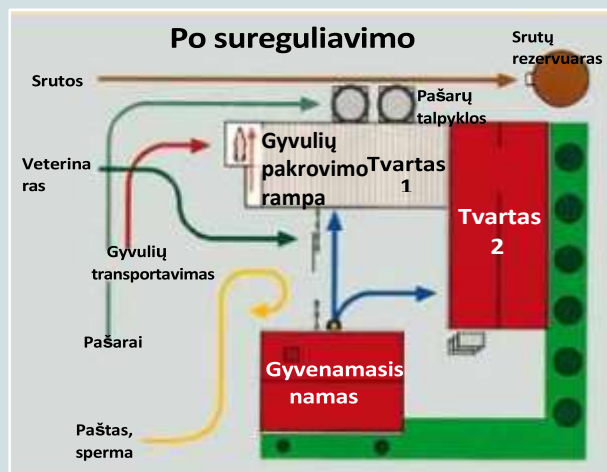 Po sureguliavimo
Srutų
rezervuaras
Srutos
Pašarų
talpyklos
Gyvulių
pakrovimo
rampa
Tvartas
1
Veterina
ras
Tvartas
2
Gyvulių
transportavimas
Pašarai
Gyvenamasis
namas
Paštas,
sperma